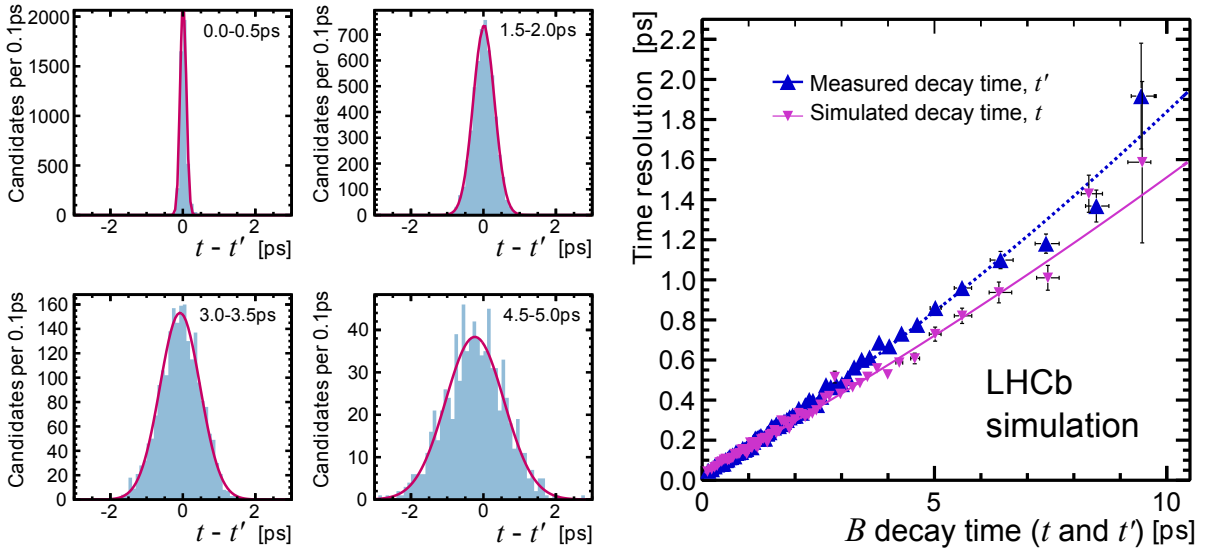 Candidates per 0.1ps
2000
1500
1000
500
0
0.0-0.5ps
−2 0 2
t - t′ [ps]
Candidates per 0.1ps
700
600
500
400
300
200
100
0
1.5-2.0ps
−2 0 2
t - t′ [ps]
Candidates per 0.1ps
160
140
120
100
80
60
40
20
0
3.0-3.5ps
−2 0 2
t - t′ [ps]
Candidates per 0.1ps
40
30
20
10
0
4.5-5.0ps
−2 0 2
t - t′ [ps]
Time resolution [ps]
2.2
2.0
1.8
1.6
1.4
1.2
1.0
0.8
0.6
0.4
0.2
0.0
Measured decay time, t′
Simulated decay time, t
LHCb
simulation
0 5 10
B decay time (t and t′) [ps]